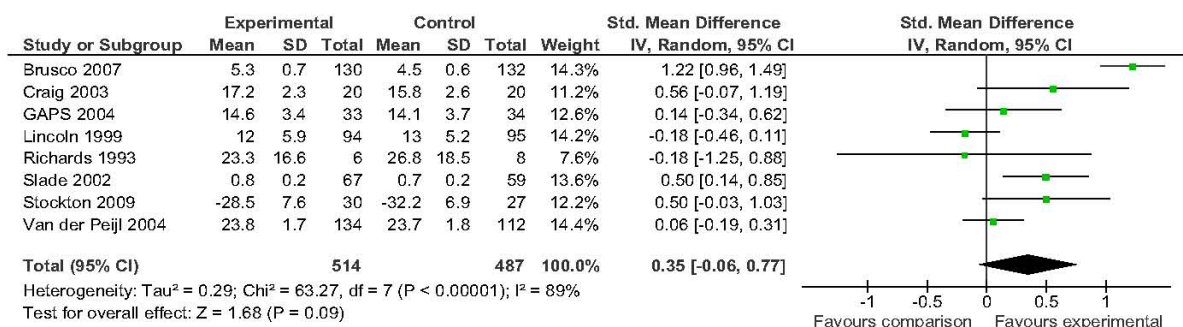 Experimental Control Std. Mean Difference Std. Mean Difference
Study or Subgroup Mean SD Total Mean SD Total Weight IV, Random, 95% CI IV, Random, 95% CI
Brusco 2007 5.3 0.7 130 4.5 0.6 132 14.3% 1.22 [0.96, 1.49]
Craig 2003 17.2 2.3 20 15.8 2.6 20 11.2% 0.56 [-0.07, 1.19]
GAPS 2004 14.6 3.4 33 14.1 3.7 34 13.0% 0.14 [-0.34, 0.62]
Lincoln 1999 12 5.9 94 13 5.2 95 14.2% -0.18 [-0.46, 0.11]
Richards 1993 23.3 16.6 6 26.8 18.5 8 7.6% -0.18 [-1.25, 0.88]
Slade 2002 0.8 0.2 67 0.7 0.2 59 13.6% 0.50 [0.14, 0.85]
Stockton 2009 -28.5 7.6 30 -32.2 6.9 27 11.6% 0.50 [-0.03, 1.03]
Van der Peijl 2004 23.8 1.7 134 23.7 1.8 112 14.4% 0.06 [-0.19, 0.31]
Total (95% CI) 514 487 100.0% 0.35 [-0.06, 0.77]
Heterogeneity: Tau² = 0.29; Chi² = 63.27, df = 7 (P < 0.00001); I² = 89%
Test for overall effect: Z = 1.68 (P = 0.09)
-1 -0.5 0 0.5 1
Favours comparison Favours experimental